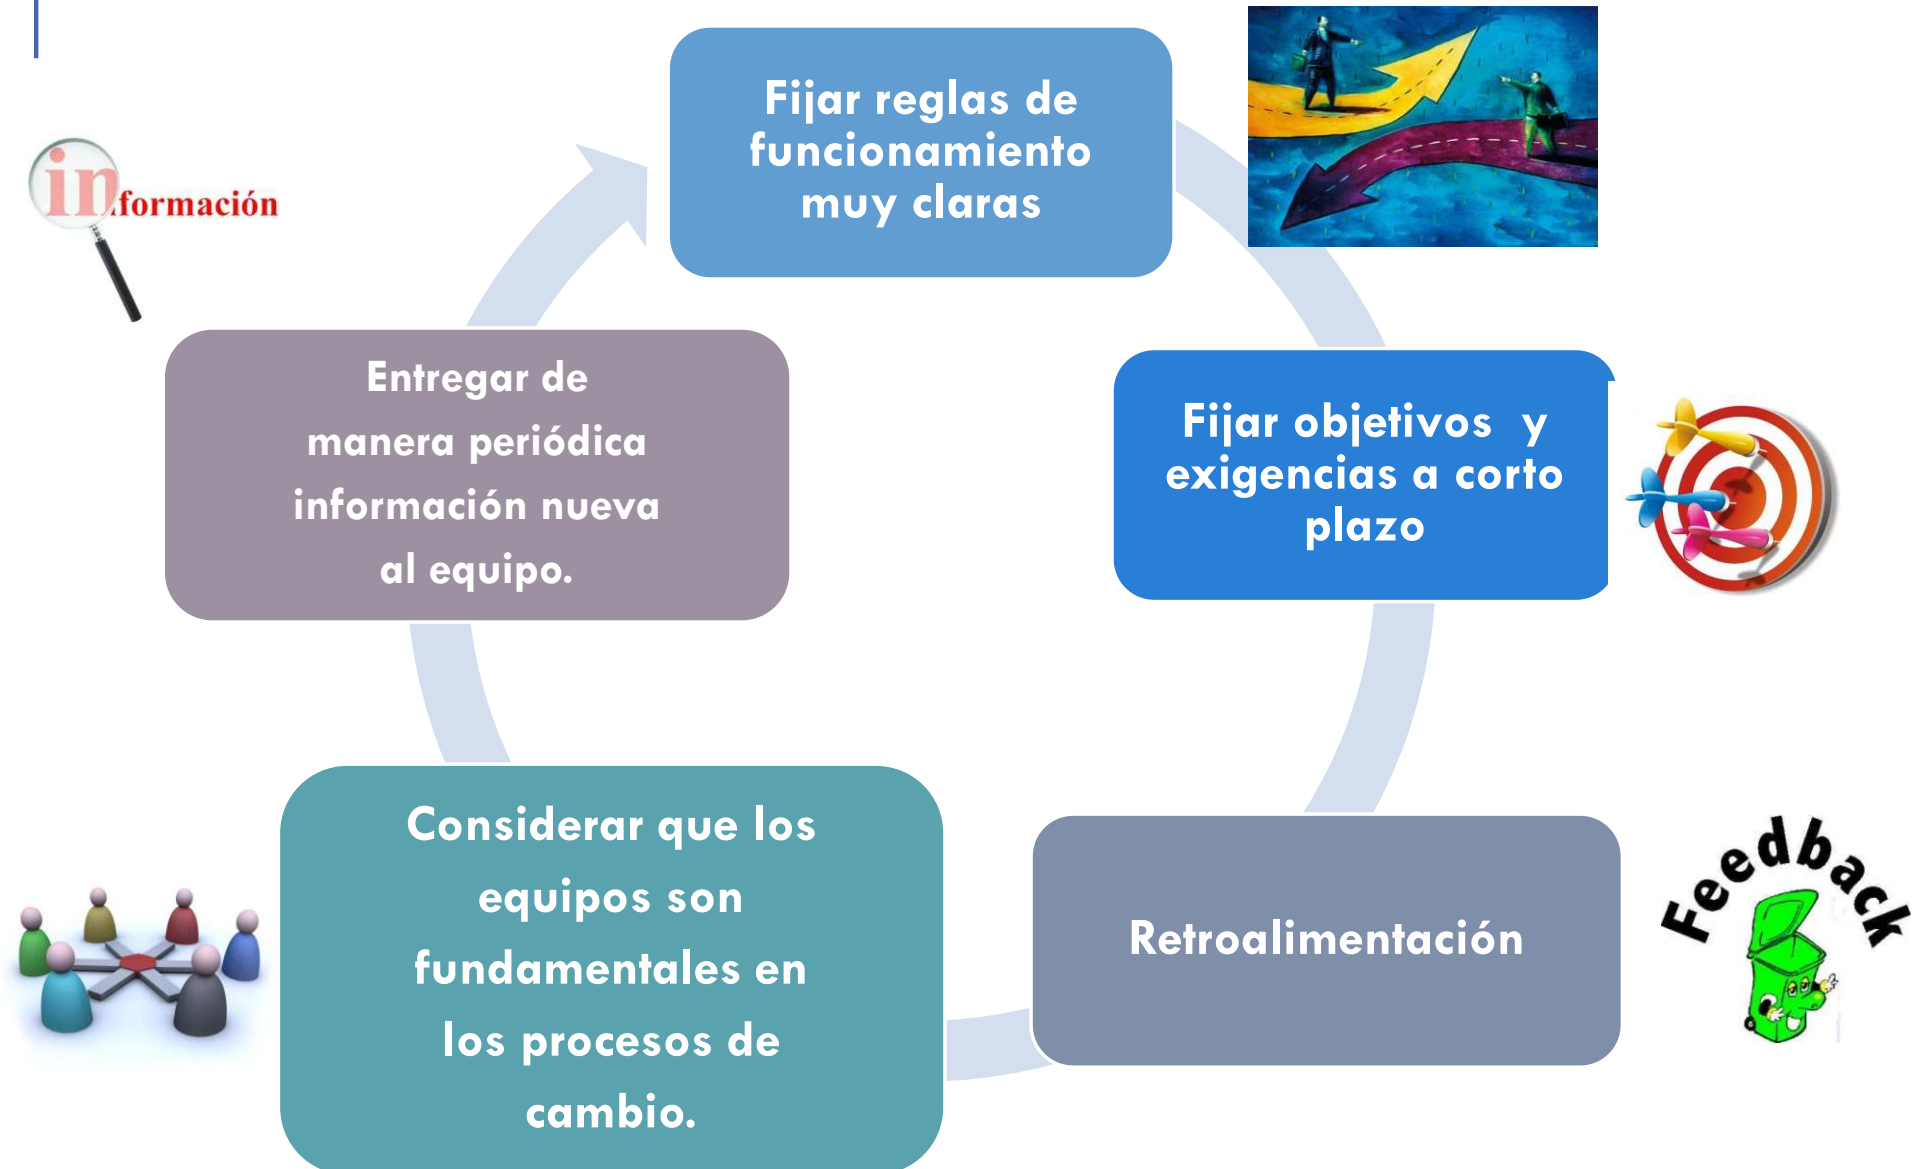 Fijar reglas de
funcionamiento
muy claras
información
Entregar de
manera periódica
información nueva
al equipo.
Fijar objetivos y
exigencias a corto
plazo
Considerar que los
equipos son
fundamentales en
los procesos de
cambio.
Retroalimentación
Feedback